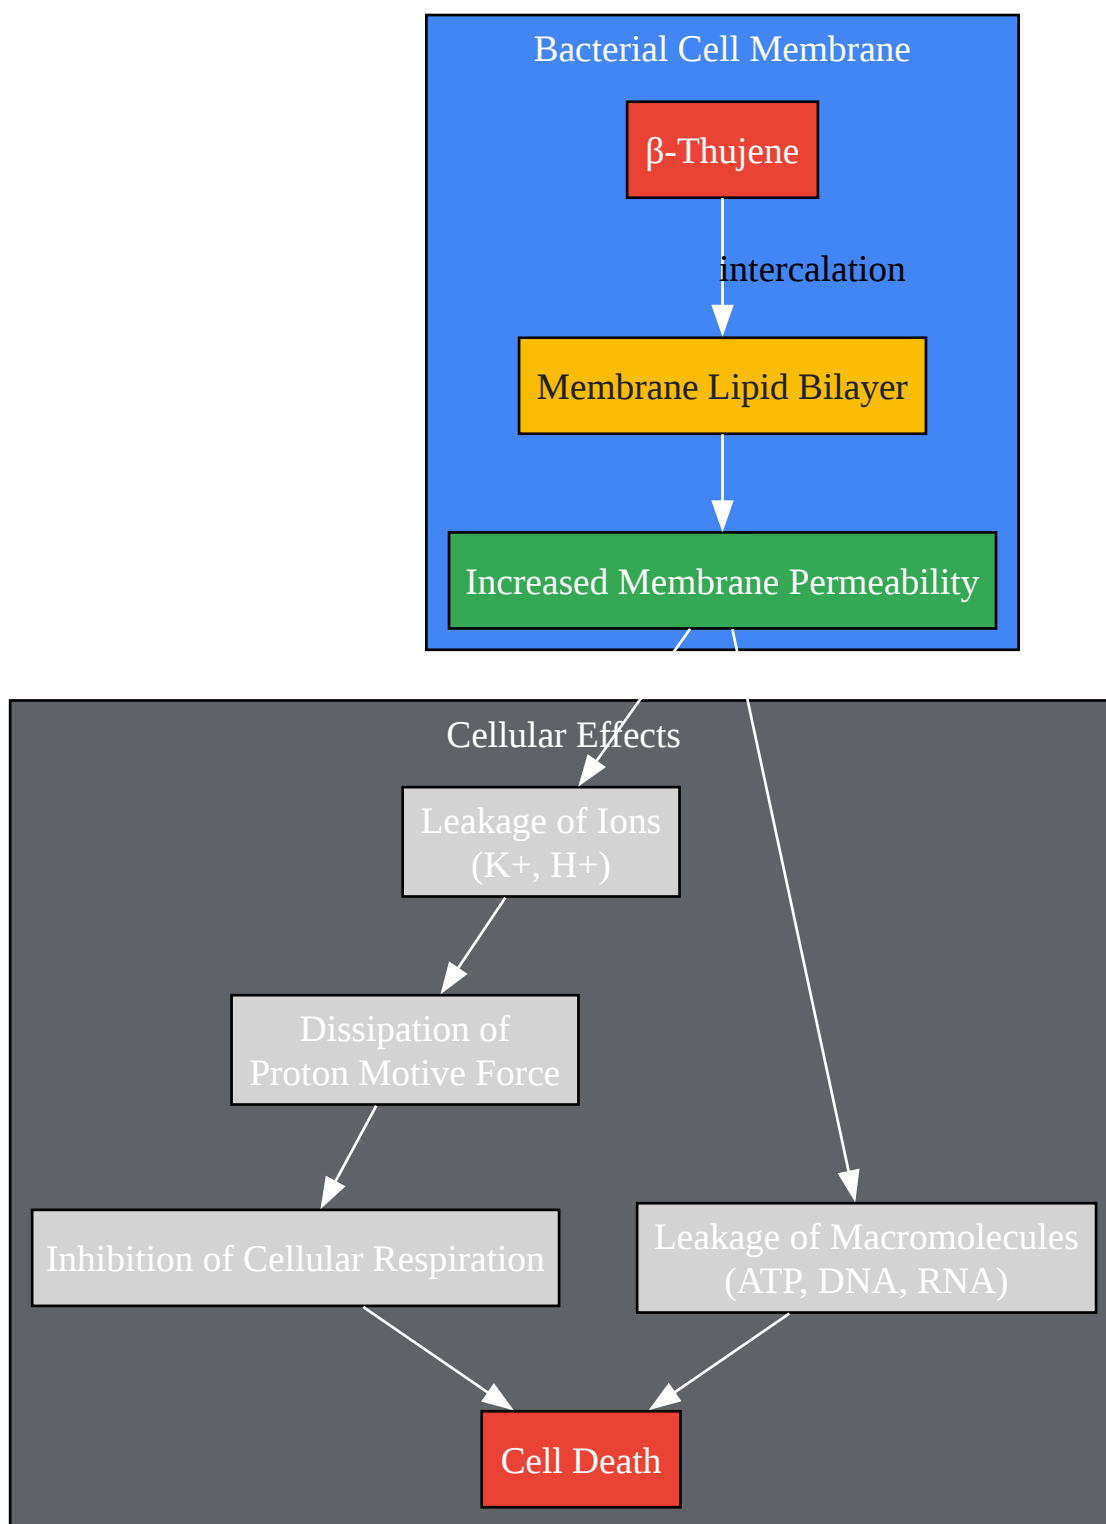 Bacterial Cell Membrane
β-Thujene
intercalation
Membrane Lipid Bilayer
Increased Membrane Permeability
Cellular Effects
Leakage of Ions
(K+, H+)
Dissipation of
Proton Motive Force
Inhibition of Cellular Respiration
Leakage of Macromolecules
(ATP, DNA, RNA)
Cell Death